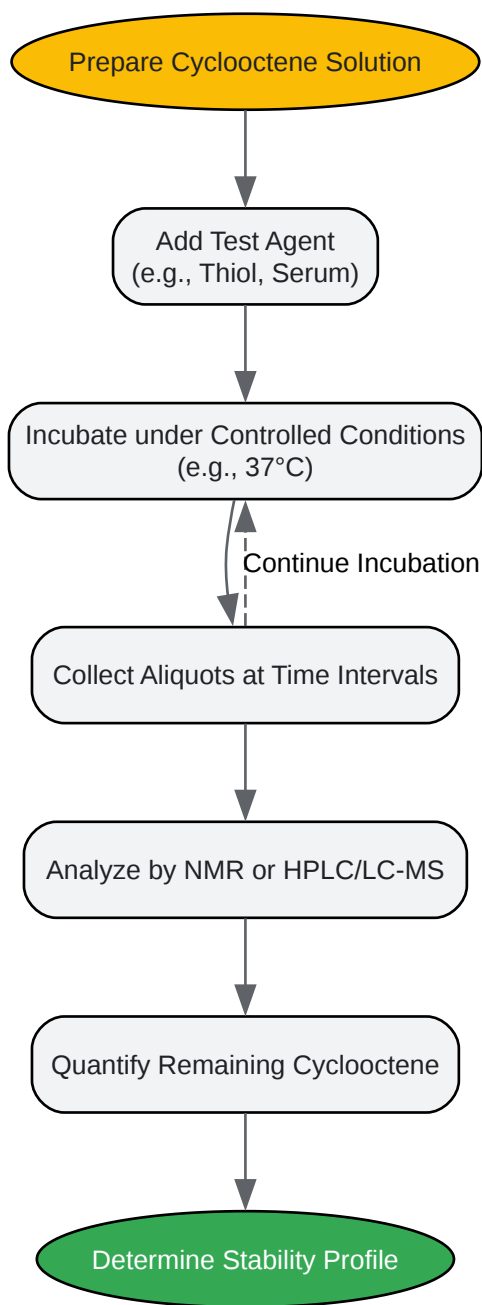 Prepare Cyclooctene Solution
Add Test Agent
(e.g., Thiol, Serum)
Incubate under Controlled Conditions
(e.g., 37°C)
Continue Incubation
Collect Aliquots at Time Intervals
Analyze by NMR or HPLC/LC-MS
Quantify Remaining Cyclooctene
Determine Stability Profile